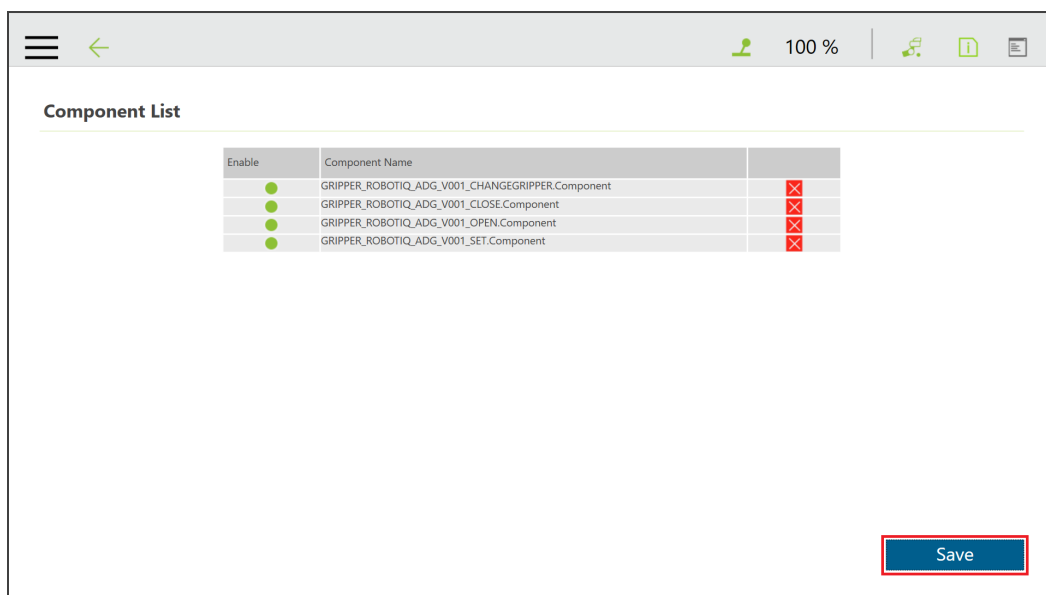 100 %
Component List
Enable Component Name
GRIPPER_ROBOTIQ_ADG_V001_CHANGEGRIPPER.Component
GRIPPER_ROBOTIQ_ADG_V001_CLOSE.Component
GRIPPER_ROBOTIQ_ADG_V001_OPEN.Component
GRIPPER_ROBOTIQ_ADG_V001_SET.Component
Save